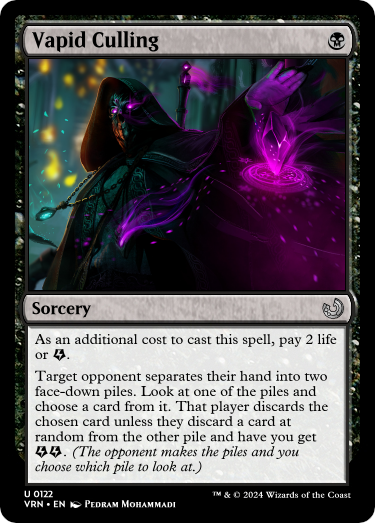 Vapid Culling
Sorcery
As an additional cost to cast this spell, pay 2 life
or .
Target opponent separates their hand into two
face-down piles. Look at one of the piles and
choose a card from it. That player discards the
chosen card unless they discard a card at
random from the other pile and have you get
. (The opponent makes the piles and you
choose which pile to look at.)
U 0122
VRN • EN Pedram Mohammadi
™ & © 2024 Wizards of the Coast